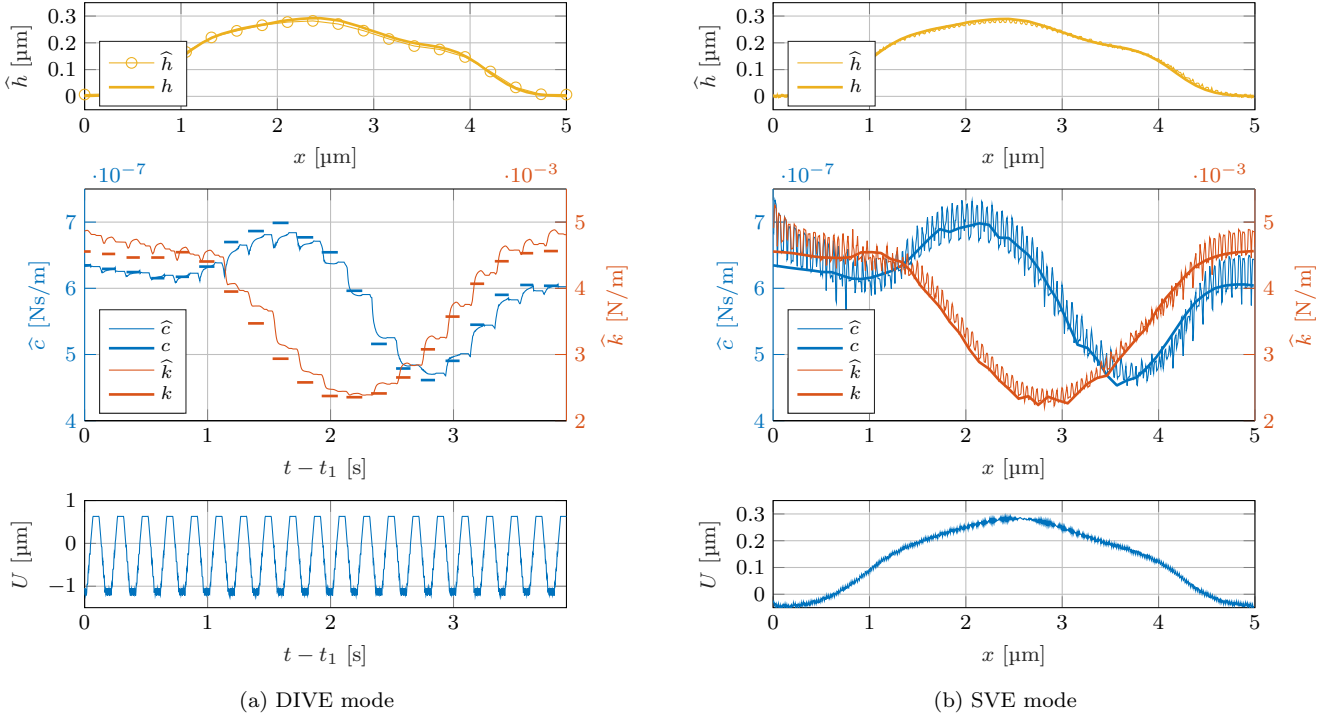 0.3
0.2
0.1
0
ĥ [µm]
ĥ
h
0 1 2 3 4 5
x [µm]
·10⁻⁷ ·10⁻³
7
6
5
4
ĉ [Ns/m]
5
4
3
2
k̂ [N/m]
ĉ
c
k̂
k
0 1 2 3
t − t₁ [s]
1
0
−1
U [µm]
0 1 2 3
t − t₁ [s]
(a) DIVE mode
0.3
0.2
0.1
0
ĥ [µm]
ĥ
h
0 1 2 3 4 5
x [µm]
·10⁻⁷ ·10⁻³
7
6
5
4
ĉ [Ns/m]
5
4
3
2
k̂ [N/m]
ĉ
c
k̂
k
0 1 2 3 4 5
x [µm]
0.3
0.2
0.1
0
U [µm]
0 1 2 3 4 5
x [µm]
(b) SVE mode